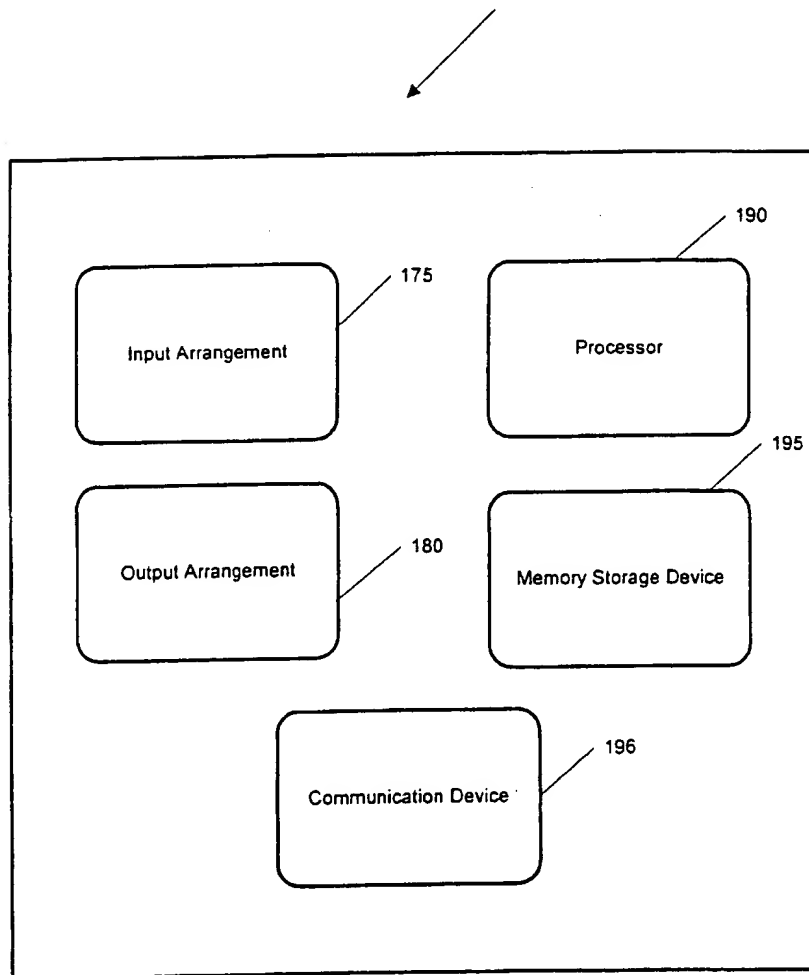 190
175
Input Arrangement
Processor
195
180
Output Arrangement
Memory Storage Device
196
Communication Device